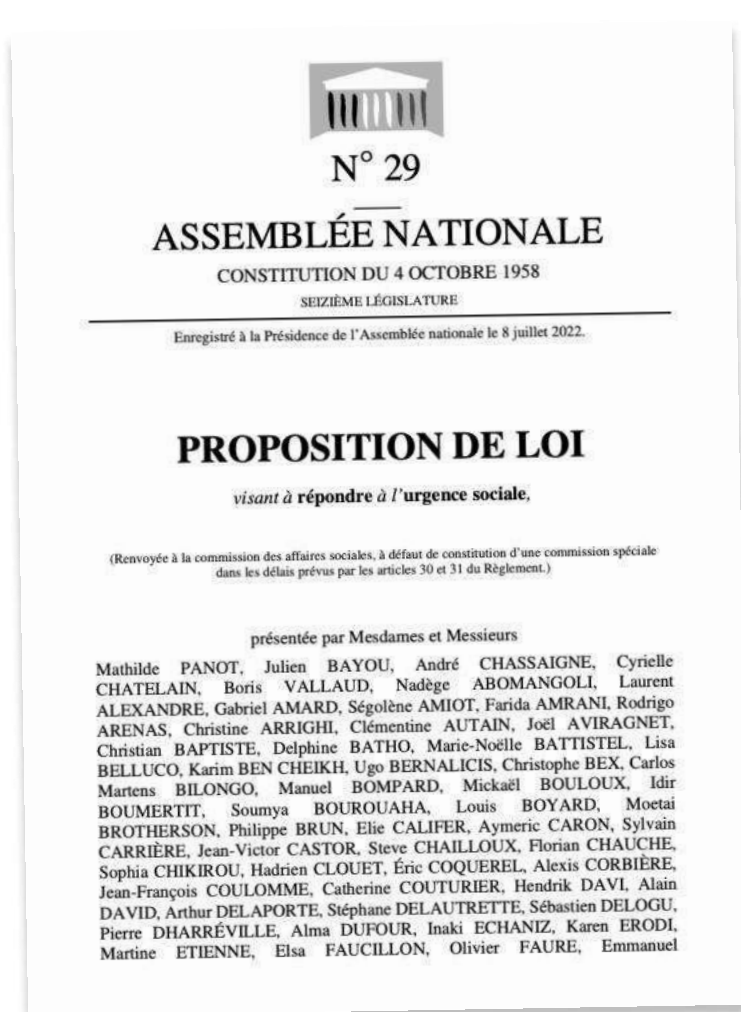 N° 29
ASSEMBLÉE NATIONALE
CONSTITUTION DU 4 OCTOBRE 1958
SEIZIÈME LÉGISLATURE
Enregistré à la Présidence de l'Assemblée nationale le 8 juillet 2022.
PROPOSITION DE LOI
visant à répondre à l'urgence sociale,
(Renvoyée à la commission des affaires sociales, à défaut de constitution d'une commission spéciale
dans les délais prévus par les articles 30 et 31 du Règlement.)
présentée par Mesdames et Messieurs
Mathilde PANOT, Julien BAYOU, André CHASSAIGNE, Cyrielle
CHATELAIN, Boris VALLAUD, Nadège ABOMANGOLI, Laurent
ALEXANDRE, Gabriel AMARD, Ségolène AMIOT, Farida AMRANI, Rodrigo
ARENAS, Christine ARRIGHI, Clémentine AUTAIN, Joël AVIRAGNET,
Christian BAPTISTE, Delphine BATHO, Marie-Noëlle BATTISTEL, Lisa
BELLUCO, Karim BEN CHEIKH, Ugo BERNALICIS, Christophe BEX, Carlos
Martens BILONGO, Manuel BOMPARD, Mickaël BOULOUX, Idir
BOUMERTIT, Soumya BOUROUAHA, Louis BOYARD, Moetai
BROTHERSON, Philippe BRUN, Elie CALIFER, Aymeric CARON, Sylvain
CARRIÈRE, Jean-Victor CASTOR, Steve CHAILLOUX, Florian CHAUCHE,
Sophia CHIKIROU, Hadrien CLOUET, Éric COQUEREL, Alexis CORBIÈRE,
Jean-François COULOMME, Catherine COUTURIER, Hendrik DAVI, Alain
DAVID, Arthur DELAPORTE, Stéphane DELAUTRETTE, Sébastien DELOGU,
Pierre DHARRÉVILLE, Alma DUFOUR, Inaki ECHANIZ, Karen ERODI,
Martine ETIENNE, Elsa FAUCILLON, Olivier FAURE, Emmanuel